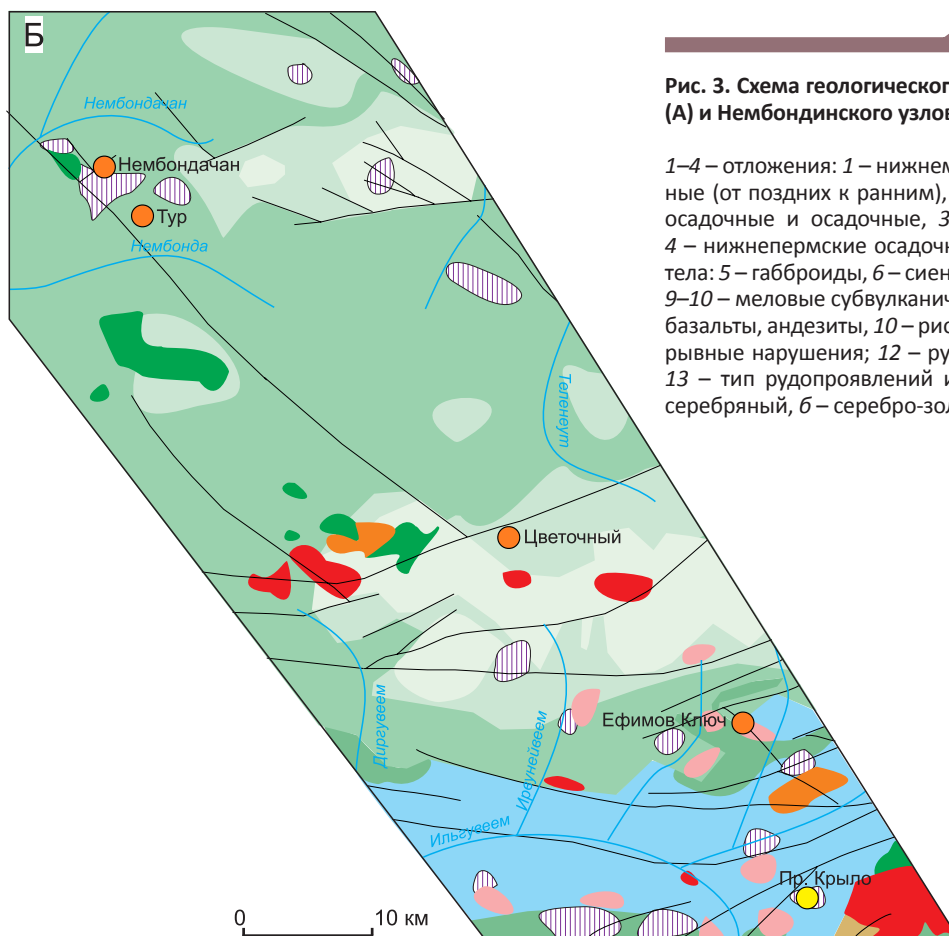 Б
Нембондачан
Нембондачан
Тур
Нембонда
Теленеут
Цветочный
Диргувеем
Иреунейвеем
Ефимов Ключ
Ильгувеем
Пр. Крыло
0 10 км
Рис. 3. Схема геологического
(А) и Нембондинского узлов
1–4 – отложения: 1 – нижнем
ные (от поздних к ранним),
осадочные и осадочные, 3
4 – нижнепермские осадочн
тела: 5 – габброиды, 6 – сиен
9–10 – меловые субвулканич
базальты, андезиты, 10 – рис
рывные нарушения; 12 – ру
13 – тип рудопроявлений и
серебряный, б – серебро-зол